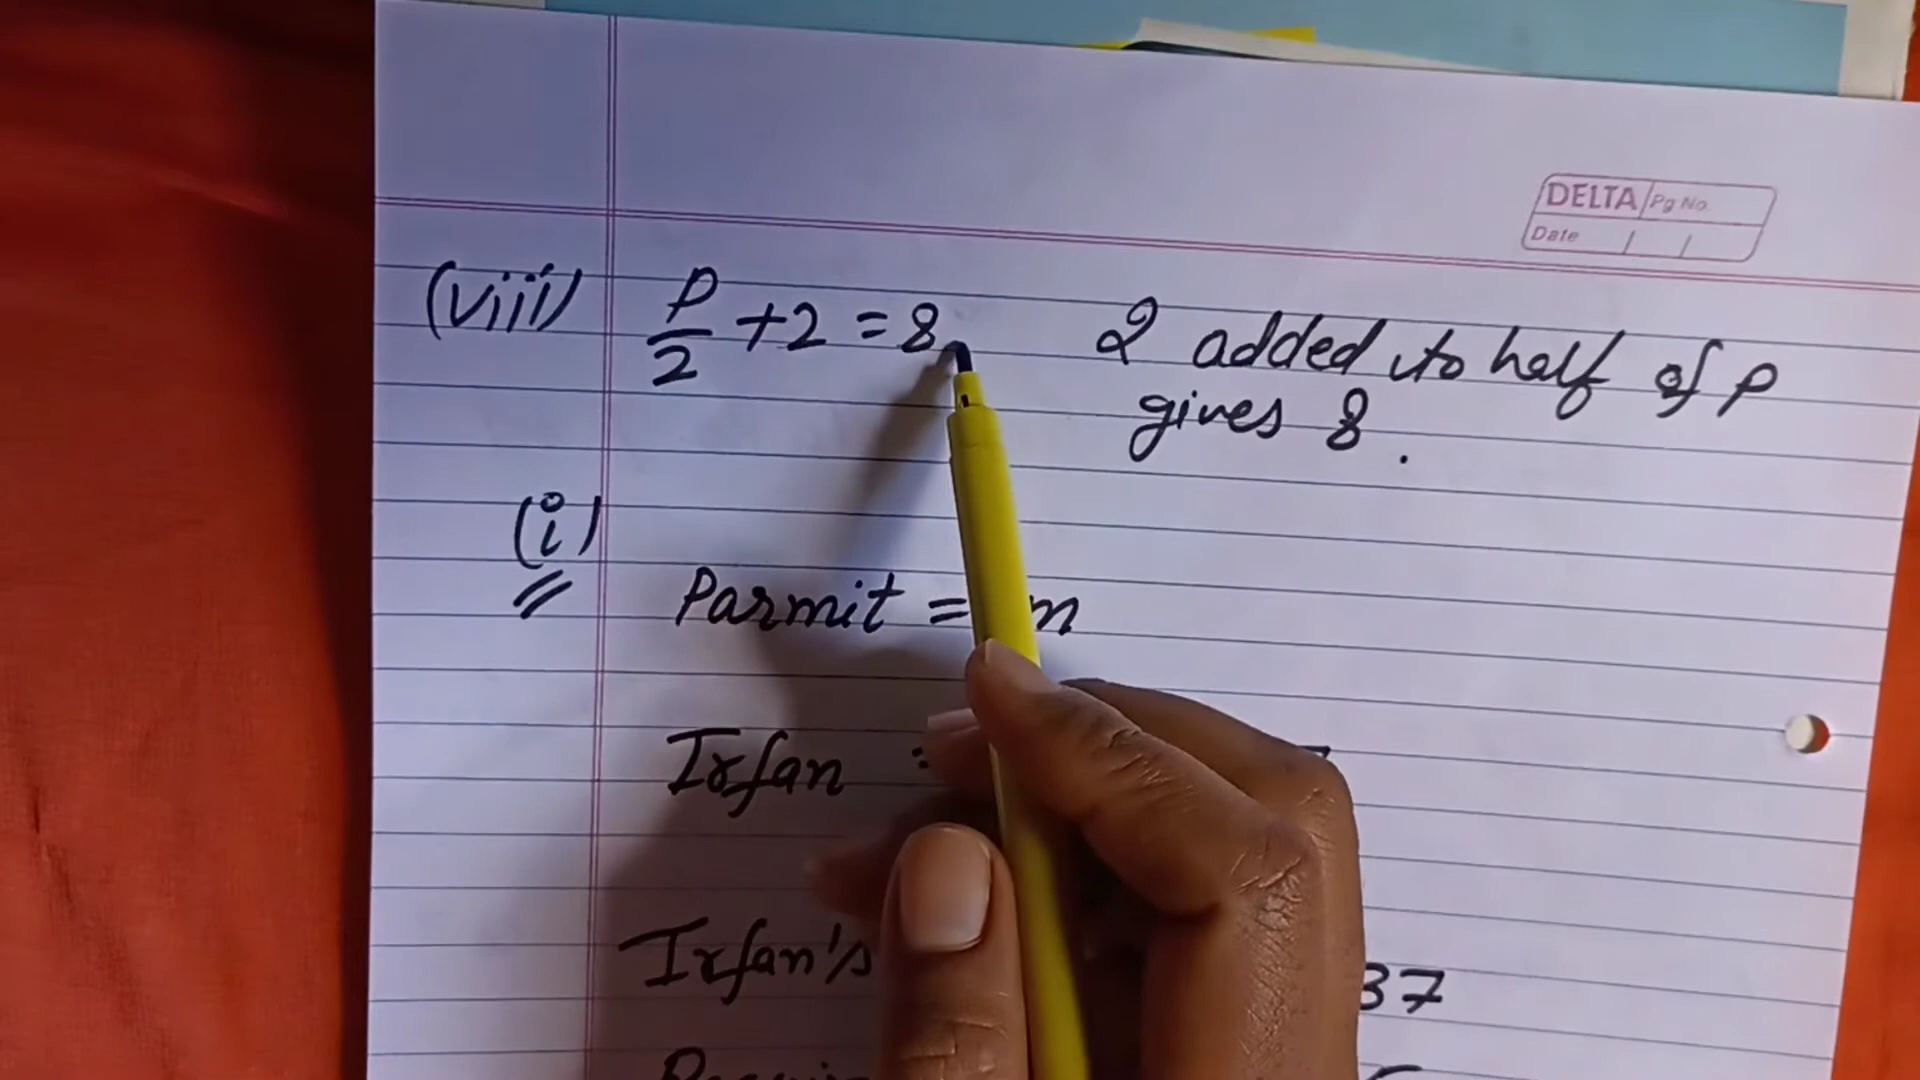 DELTA Pg No.
Date / /
(viii) p/2 + 2 = 8 2 added to half of p
gives 8.
(i)
Parmit = m
Irfan
Irfan's 37